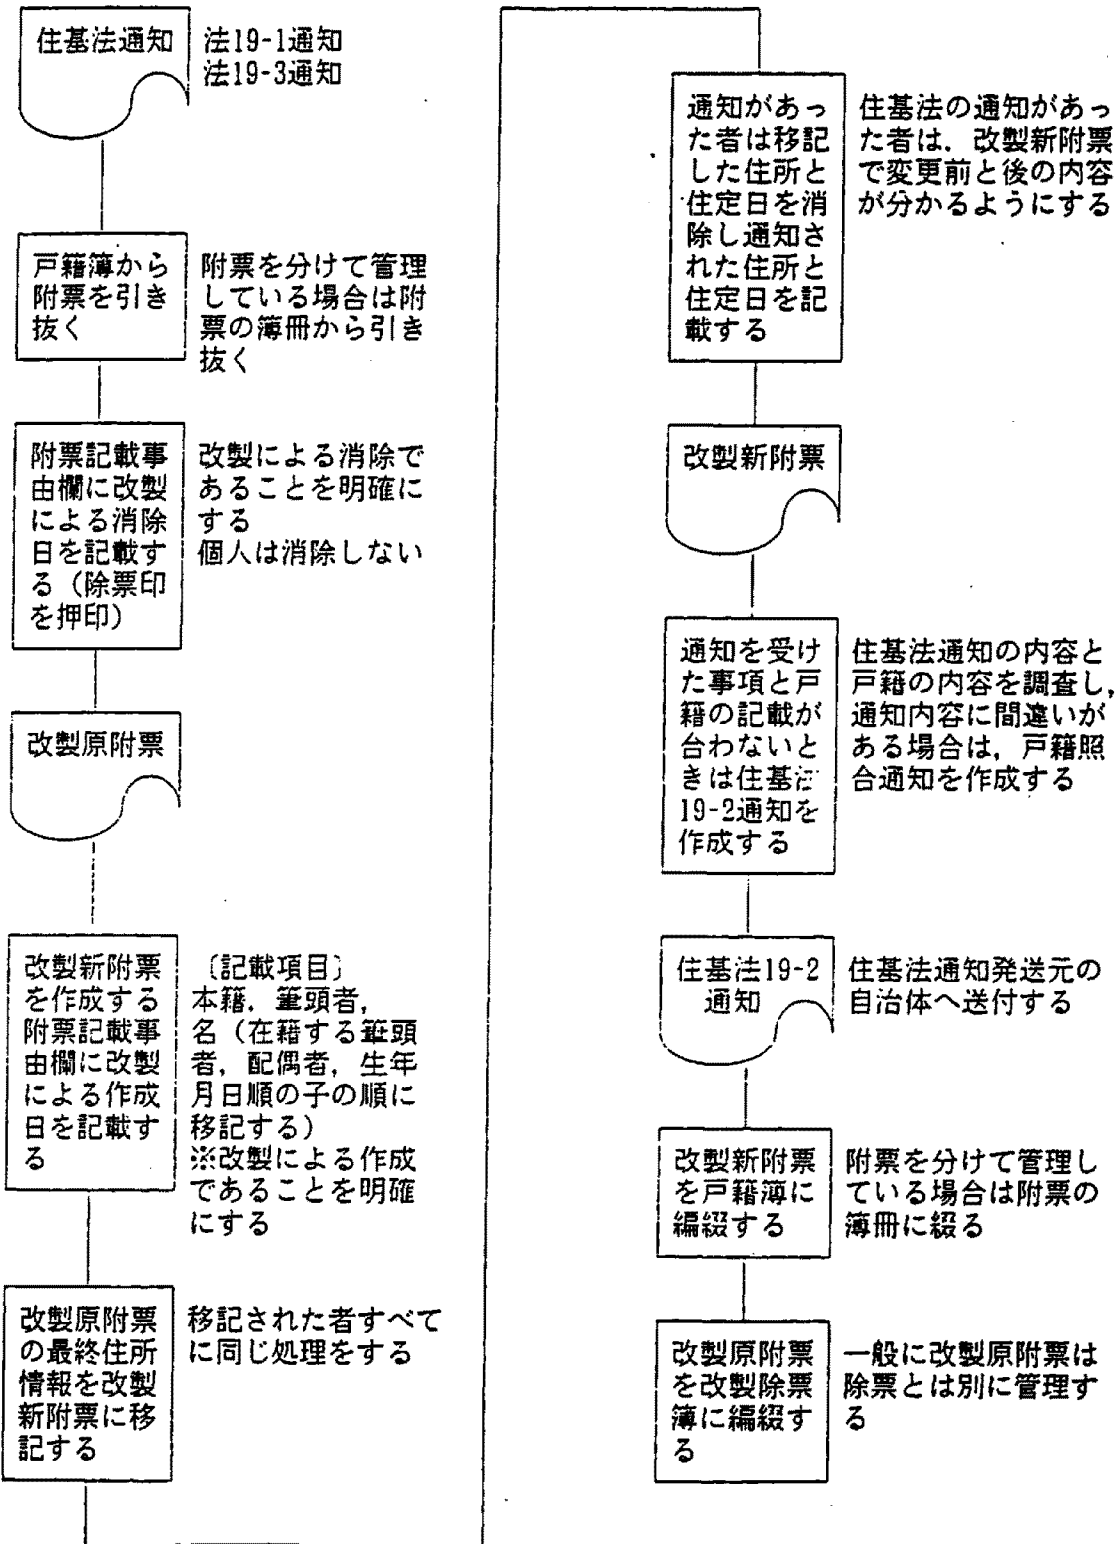 住基法通知
法19-1通知
法19-3通知
戸籍簿から
附票を引き
抜く
附票を分けて管理
している場合は附
票の簿冊から引き
抜く
附票記載事
由欄に改製
による消除
日を記載す
る（除票印
を押印）
改製による消除で
あることを明確に
する
個人は消除しない
改製原附票
改製新附票
を作成する
附票記載事
由欄に改製
による作成
日を記載す
る
〔記載項目〕
本籍，筆頭者，
名（在籍する筆頭
者，配偶者，生年
月日順の子の順に
移記する）
※改製による作成
であることを明確
にする
改製原附票
の最終住所
情報を改製
新附票に移
記する
移記された者すべて
に同じ処理をする
通知があっ
た者は移記
した住所と
住定日を消
除し通知さ
れた住所と
住定日を記
載する
住基法の通知があっ
た者は，改製新附票
で変更前と後の内容
が分かるようにする
改製新附票
通知を受け
た事項と戸
籍の記載が
合わないと
きは住基法
19-2通知を
作成する
住基法通知の内容と
戸籍の内容を調査し，
通知内容に間違いが
ある場合は，戸籍照
合通知を作成する
住基法19-2
通知
住基法通知発送元の
自治体へ送付する
改製新附票
を戸籍簿に
編綴する
附票を分けて管理し
ている場合は附票の
簿冊に綴る
改製原附票
を改製除票
簿に編綴す
る
一般に改製原附票は
除票とは別に管理す
る